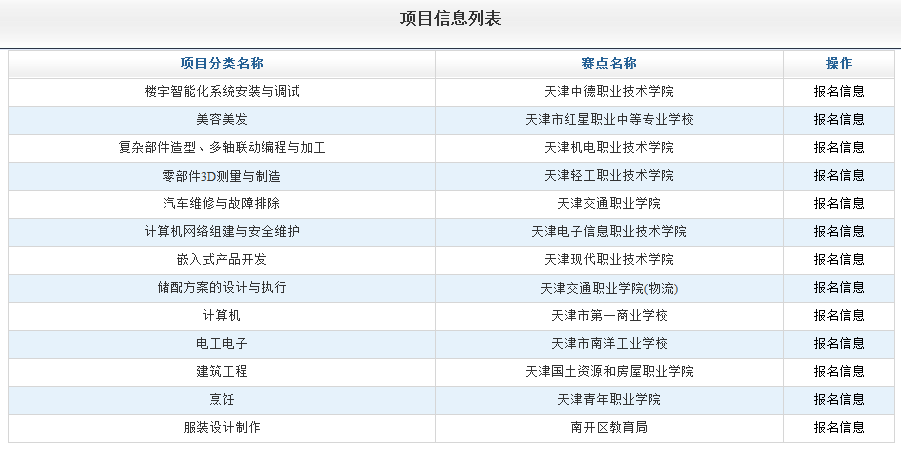 项目信息列表
项目分类名称 赛点名称 操作
楼宇智能化系统安装与调试 天津中德职业技术学院 报名信息
美容美发 天津市红星职业中等专业学校 报名信息
复杂部件造型、多轴联动编程与加工 天津机电职业技术学院 报名信息
零部件3D测量与制造 天津轻工职业技术学院 报名信息
汽车维修与故障排除 天津交通职业学院 报名信息
计算机网络组建与安全维护 天津电子信息职业技术学院 报名信息
嵌入式产品开发 天津现代职业技术学院 报名信息
储配方案的设计与执行 天津交通职业学院(物流) 报名信息
计算机 天津市第一商业学校 报名信息
电工电子 天津市南洋工业学校 报名信息
建筑工程 天津国土资源和房屋职业学院 报名信息
烹饪 天津青年职业学院 报名信息
服装设计制作 南开区教育局 报名信息